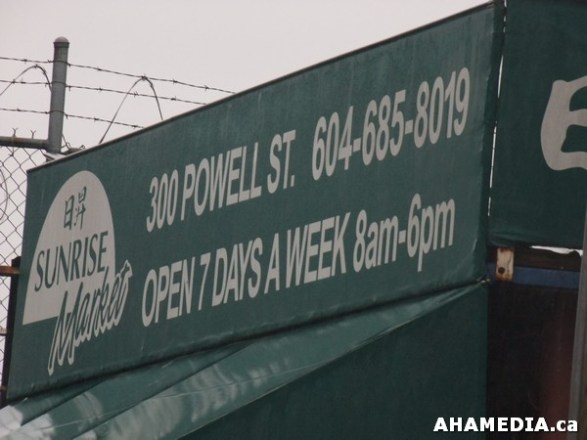 日昇
SUNRISE
Market
300 POWELL ST. 604-685-8019
OPEN 7 DAYS A WEEK 8am-6pm
AHAMEDIA.ca